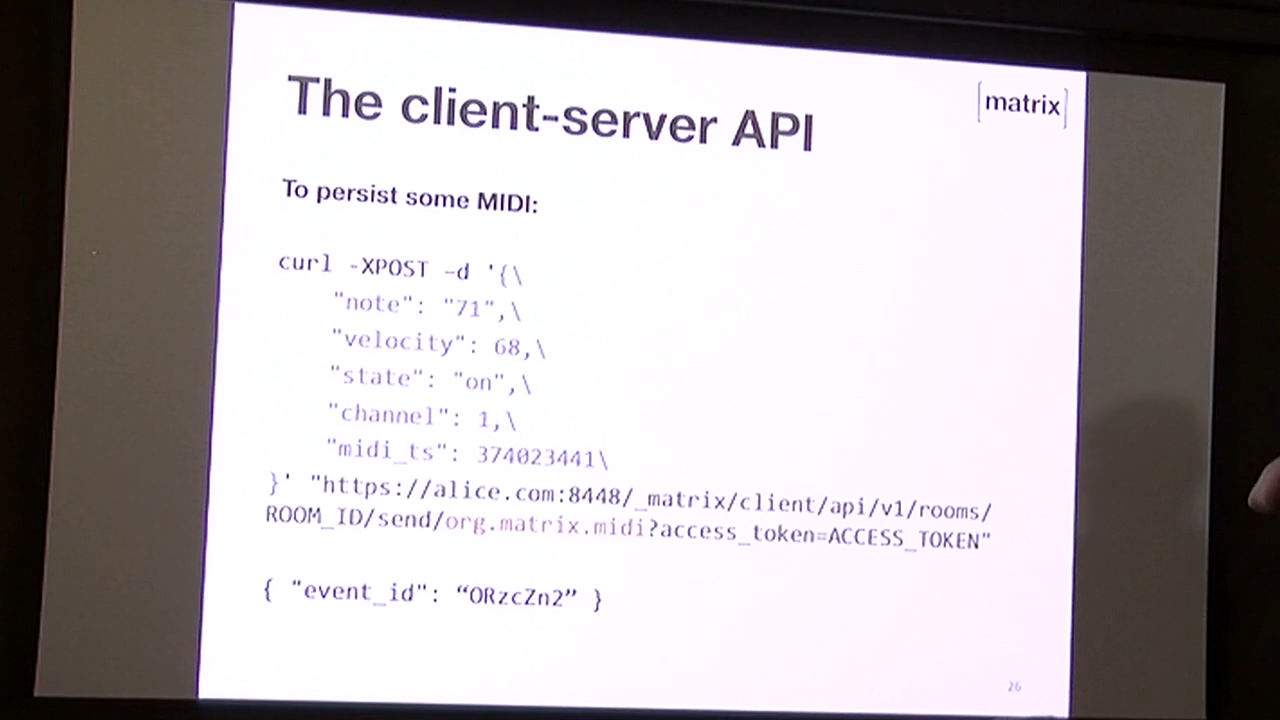 The client-server API
[matrix]
To persist some MIDI:
curl -XPOST -d '{\
"note": "71",\
"velocity": 68,\
"state": "on",\
"channel": 1,\
"midi_ts": 374023441\
}' "https://alice.com:8448/_matrix/client/api/v1/rooms/
ROOM_ID/send/org.matrix.midi?access_token=ACCESS_TOKEN"
{ "event_id": “ORzcZn2” }
26